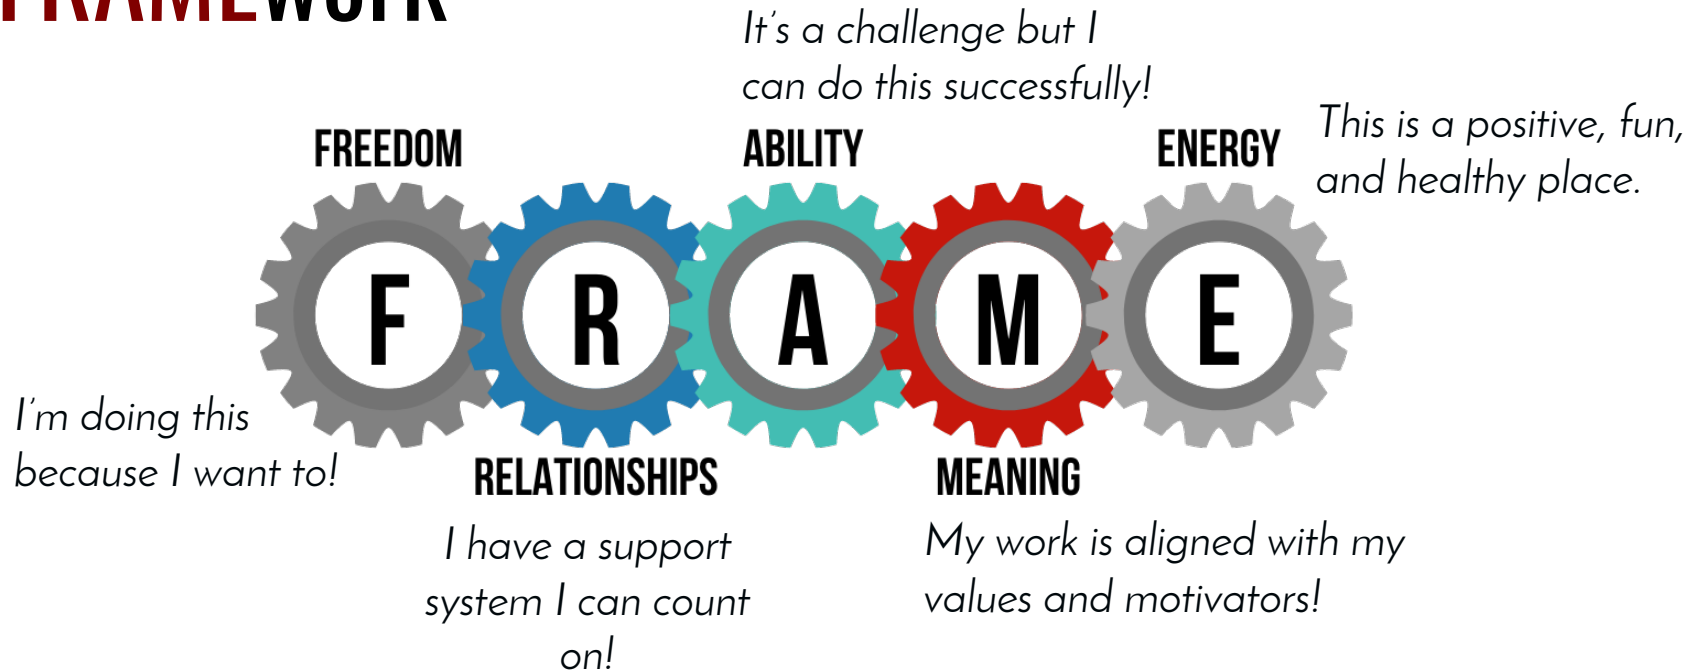 FRAMEWORK
It's a challenge but I
can do this successfully!
This is a positive, fun,
and healthy place.
FREEDOM
ABILITY
ENERGY
F R A M E
I'm doing this
because I want to!
RELATIONSHIPS
MEANING
I have a support
system I can count
on!
My work is aligned with my
values and motivators!